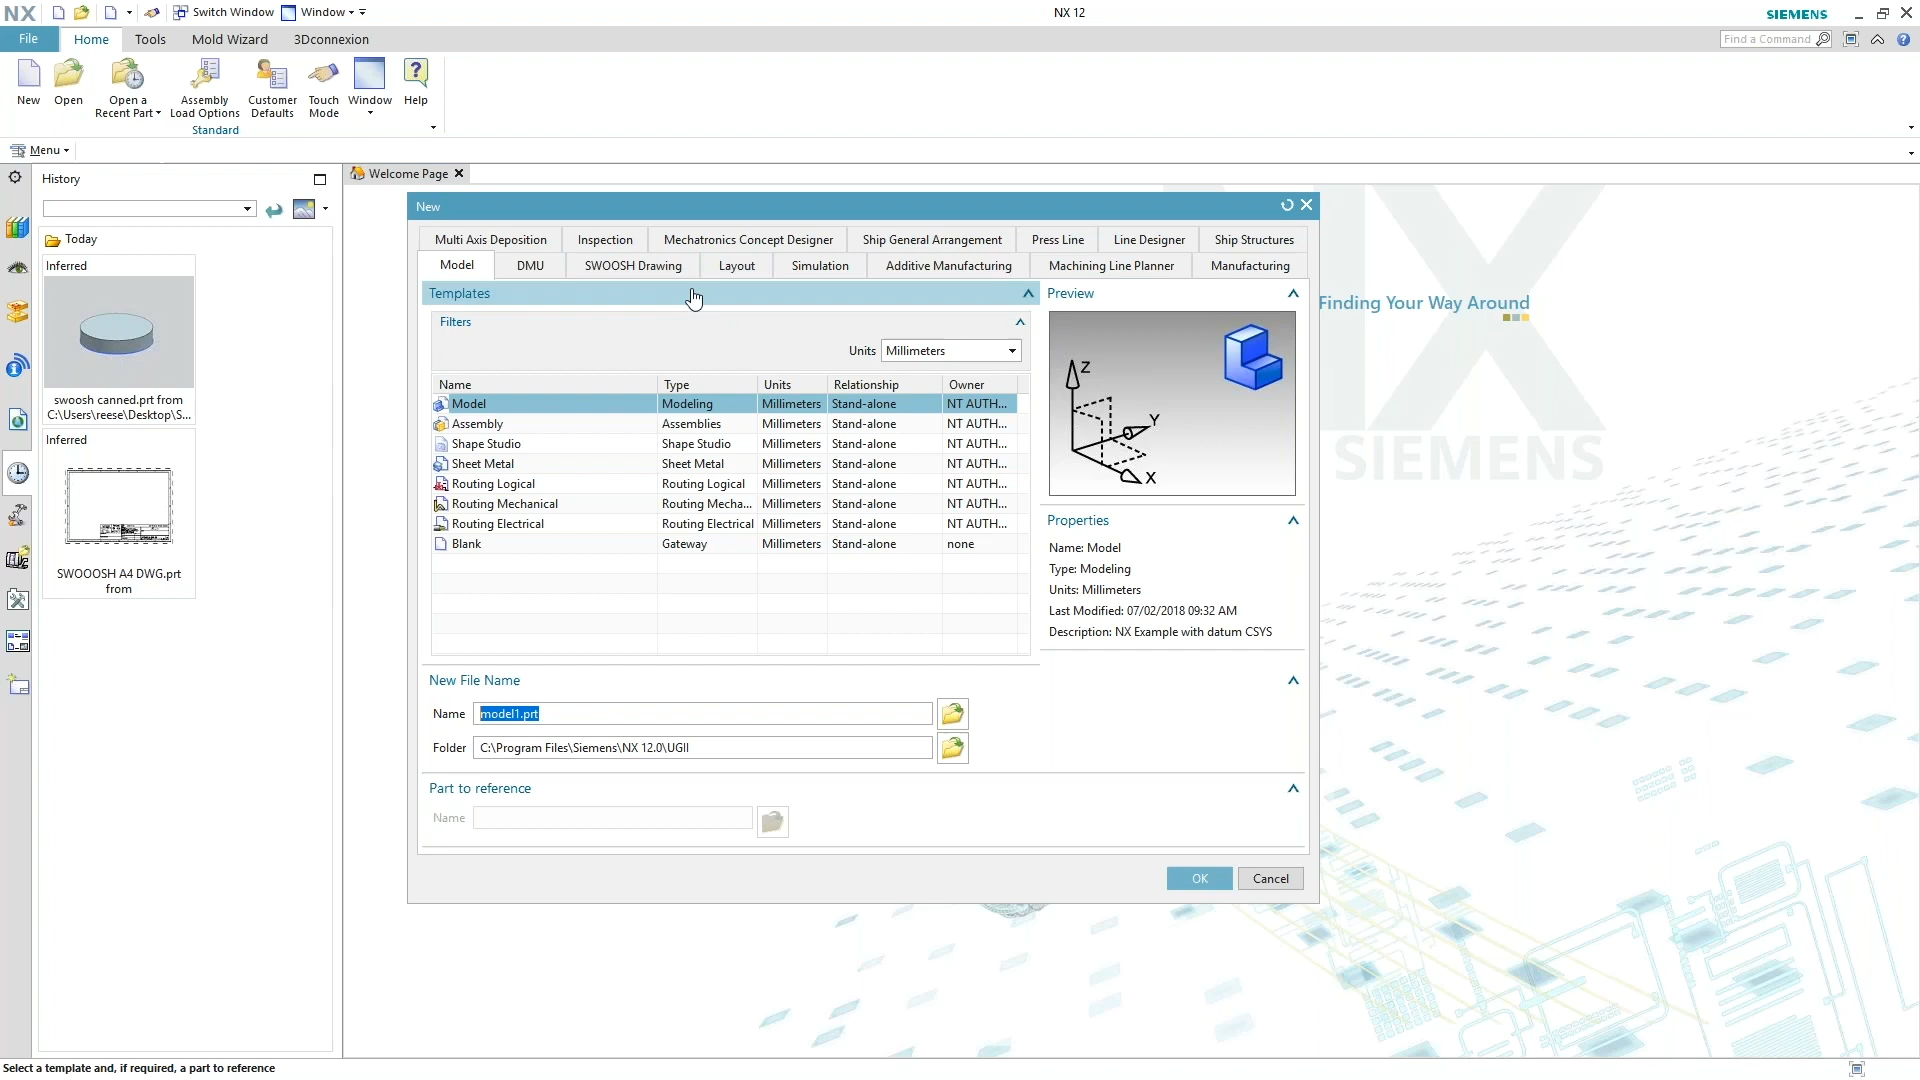 NX
Switch Window
Window
NX 12
SIEMENS
File
Home
Tools
Mold Wizard
3Dconnexion
Find a Command
New
Open
Open a
Recent Part
Assembly
Load Options
Customer
Defaults
Touch
Mode
Window
Help
Standard
Menu
History
Welcome Page
Today
Inferred
swoosh canned.prt from
C:\Users\reese\Desktop\S...
Inferred
SWOOOSH A4 DWG.prt
from
New
Multi Axis Deposition
Inspection
Mechatronics Concept Designer
Ship General Arrangement
Press Line
Line Designer
Ship Structures
Model
DMU
SWOOSH Drawing
Layout
Simulation
Additive Manufacturing
Machining Line Planner
Manufacturing
Templates
Filters
Units Millimeters
Name Type Units Relationship Owner
Model Modeling Millimeters Stand-alone NT AUTH...
Assembly Assemblies Millimeters Stand-alone NT AUTH...
Shape Studio Shape Studio Millimeters Stand-alone NT AUTH...
Sheet Metal Sheet Metal Millimeters Stand-alone NT AUTH...
Routing Logical Routing Logical Millimeters Stand-alone NT AUTH...
Routing Mechanical Routing Mecha... Millimeters Stand-alone NT AUTH...
Routing Electrical Routing Electrical Millimeters Stand-alone NT AUTH...
Blank Gateway Millimeters Stand-alone none
Preview
Z
Y
X
Properties
Name: Model
Type: Modeling
Units: Millimeters
Last Modified: 07/02/2018 09:32 AM
Description: NX Example with datum CSYS
New File Name
Name model1.prt
Folder C:\Program Files\Siemens\NX 12.0\UGII
Part to reference
Name
OK
Cancel
Finding Your Way Around
NX
SIEMENS
Select a template and, if required, a part to reference